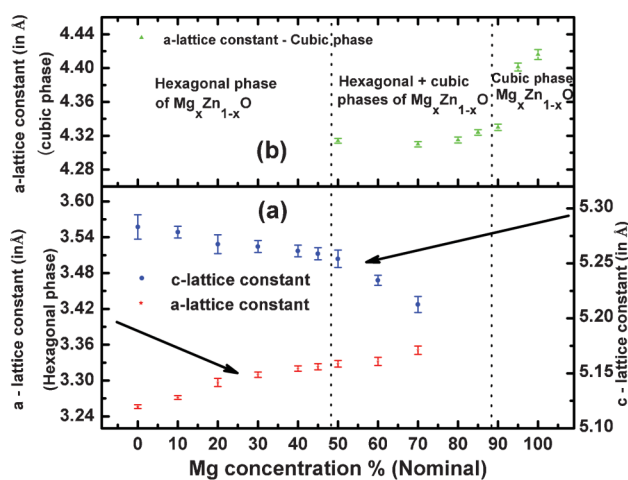 a-lattice constant (in Å)
(cubic phase)
4.44
4.40
4.36
4.32
4.28
a-lattice constant - Cubic phase
Hexagonal phase
of MgxZn1-xO
Hexagonal + cubic
phases of MgxZn1-xO
Cubic phase
MgxZn1-xO
(b)
a - lattice constant (inÅ)
(Hexagonal phase)
3.60
3.54
3.48
3.42
3.36
3.30
3.24
(a)
c-lattice constant
a-lattice constant
5.30
5.25
5.20
5.15
5.10
c - lattice constant (in Å)
0 10 20 30 40 50 60 70 80 90 100
Mg concentration % (Nominal)